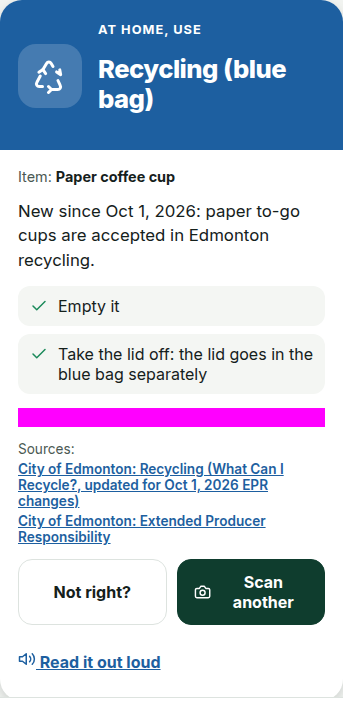 AT HOME, USE
Recycling (blue
bag)
Item: Paper coffee cup
New since Oct 1, 2026: paper to-go
cups are accepted in Edmonton
recycling.
Empty it
Take the lid off: the lid goes in the
blue bag separately
Sources:
City of Edmonton: Recycling (What Can I
Recycle?, updated for Oct 1, 2026 EPR
changes)
City of Edmonton: Extended Producer
Responsibility
Not right?
Scan
another
Read it out loud